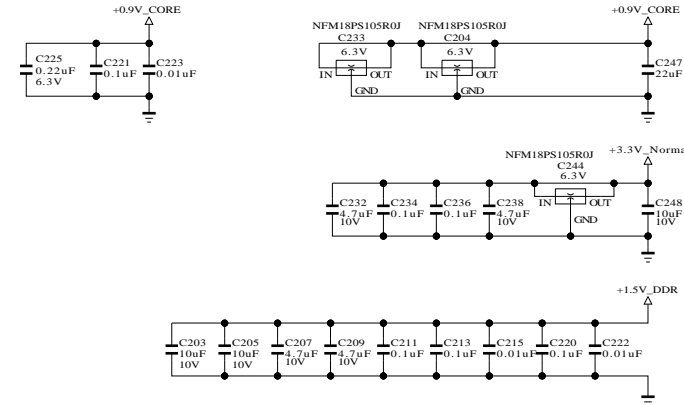 +0.9V_CORE
C225
0.22uF
6.3V
C221
0.1uF
C223
0.01uF
NFM18PS105R0J
C233
6.3V
IN
OUT
GND
NFM18PS105R0J
C204
6.3V
IN
OUT
GND
+0.9V_CORE
C247
22uF
C232
4.7uF
10V
C234
0.1uF
C236
0.1uF
C238
4.7uF
10V
NFM18PS105R0J
C244
6.3V
IN
OUT
GND
+3.3V_Norma
C248
10uF
10V
+1.5V_DDR
C203
10uF
10V
C205
10uF
10V
C207
4.7uF
10V
C209
4.7uF
10V
C211
0.1uF
C213
0.1uF
C215
0.01uF
C220
0.1uF
C222
0.01uF